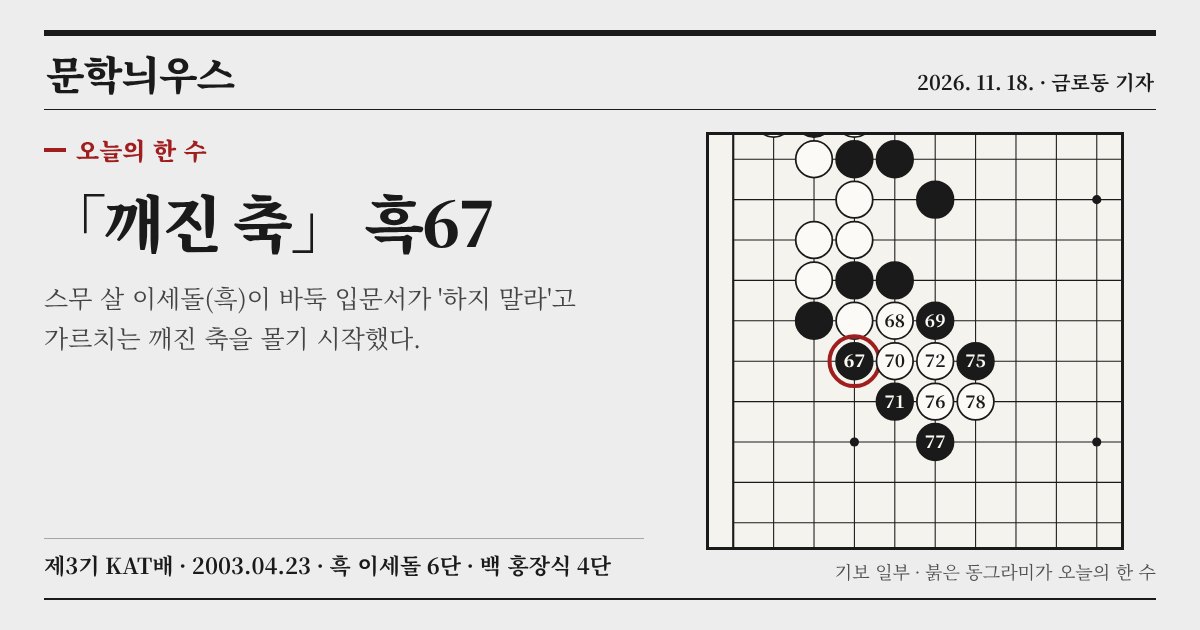 문학늬우스
2026. 11. 18. · 금로동 기자
오늘의 한 수
「깨진 축」 흑67
스무 살 이세돌(흑)이 바둑 입문서가 '하지 말라'고
가르치는 깨진 축을 몰기 시작했다.
제3기 KAT배 · 2003.04.23 · 흑 이세돌 6단 · 백 홍장식 4단
68 69
67 70 72 75
71 76 78
77
기보 일부 · 붉은 동그라미가 오늘의 한 수